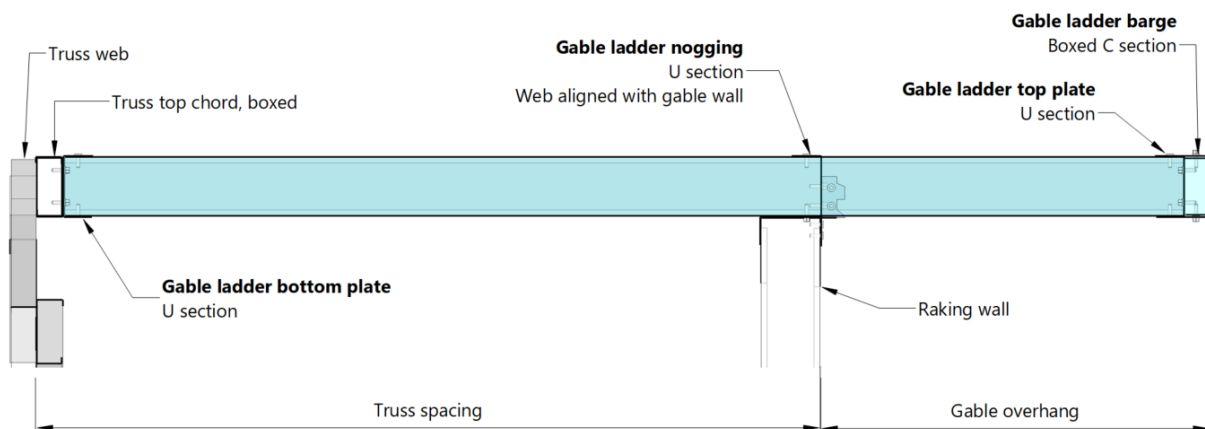 Truss web
Truss top chord, boxed
Gable ladder nogging
U section
Web aligned with gable wall
Gable ladder barge
Boxed C section
Gable ladder top plate
U section
Gable ladder bottom plate
U section
Raking wall
Truss spacing
Gable overhang